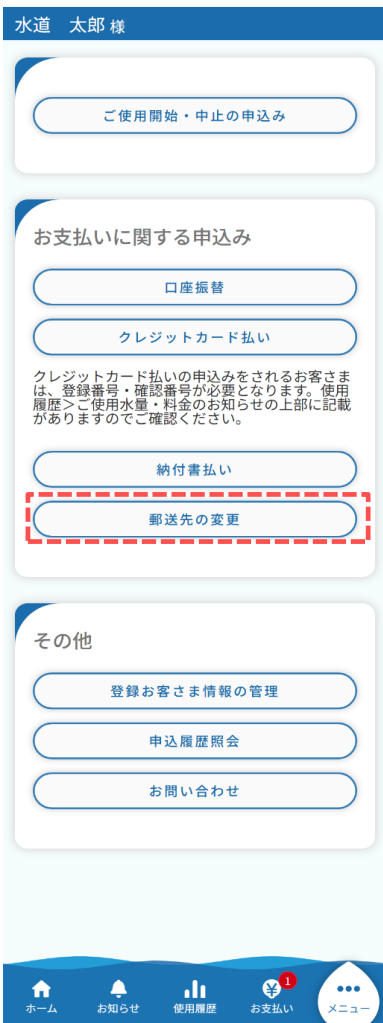 水道　太郎 様
ご使用開始・中止の申込み
お支払いに関する申込み
口座振替
クレジットカード払い
クレジットカード払いの申込みをされるお客さま
は、登録番号・確認番号が必要となります。使用
履歴＞ご使用水量・料金のお知らせの上部に記載
がありますのでご確認ください。
納付書払い
郵送先の変更
その他
登録お客さま情報の管理
申込履歴照会
お問い合わせ
1
ホーム
お知らせ
使用履歴
お支払い
メニュー